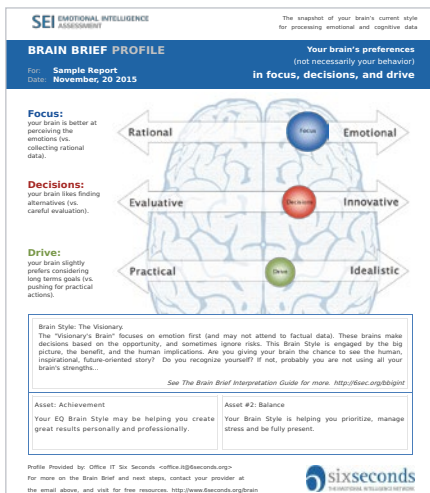 SEI EMOTIONAL INTELLIGENCE
ASSESSMENT
The snapshot of your brain's current style
for processing emotional and cognitive data
BRAIN BRIEF PROFILE
For: Sample Report
Date: November, 20 2015
Your brain's preferences
(not necessarily your behavior)
in focus, decisions, and drive
Focus:
your brain is better at
perceiving the
emotions (vs.
collecting rational
data).
Rational
Focus
Emotional
Decisions:
your brain likes finding
alternatives (vs.
careful evaluation).
Evaluative
Decisions
Innovative
Drive:
your brain slightly
prefers considering
long terms goals (vs.
pushing for practical
actions).
Practical
Drive
Idealistic
Brain Style: The Visionary.
The "Visionary's Brain" focuses on emotion first (and may not attend to factual data). These brains make
decisions based on the opportunity, and sometimes ignore risks. This Brain Style is engaged by the big
picture, the benefit, and the human implications. Are you giving your brain the chance to see the human,
inspirational, future-oriented story? Do you recognize yourself? If not, probably you are not using all your
brain's strengths...
See The Brain Brief Interpretation Guide for more. http://6sec.org/bbigint
Asset: Achievement
Your EQ Brain Style may be helping you create
great results personally and professionally.
Asset #2: Balance
Your Brain Style is helping you prioritize, manage
stress and be fully present.
Profile Provided by: Office IT Six Seconds <office.it@6seconds.org>
For more on the Brain Brief and next steps, contact your provider at
the email above, and visit for free resources. http://www.6seconds.org/brain
sixseconds
THE EMOTIONAL INTELLIGENCE NETWORK